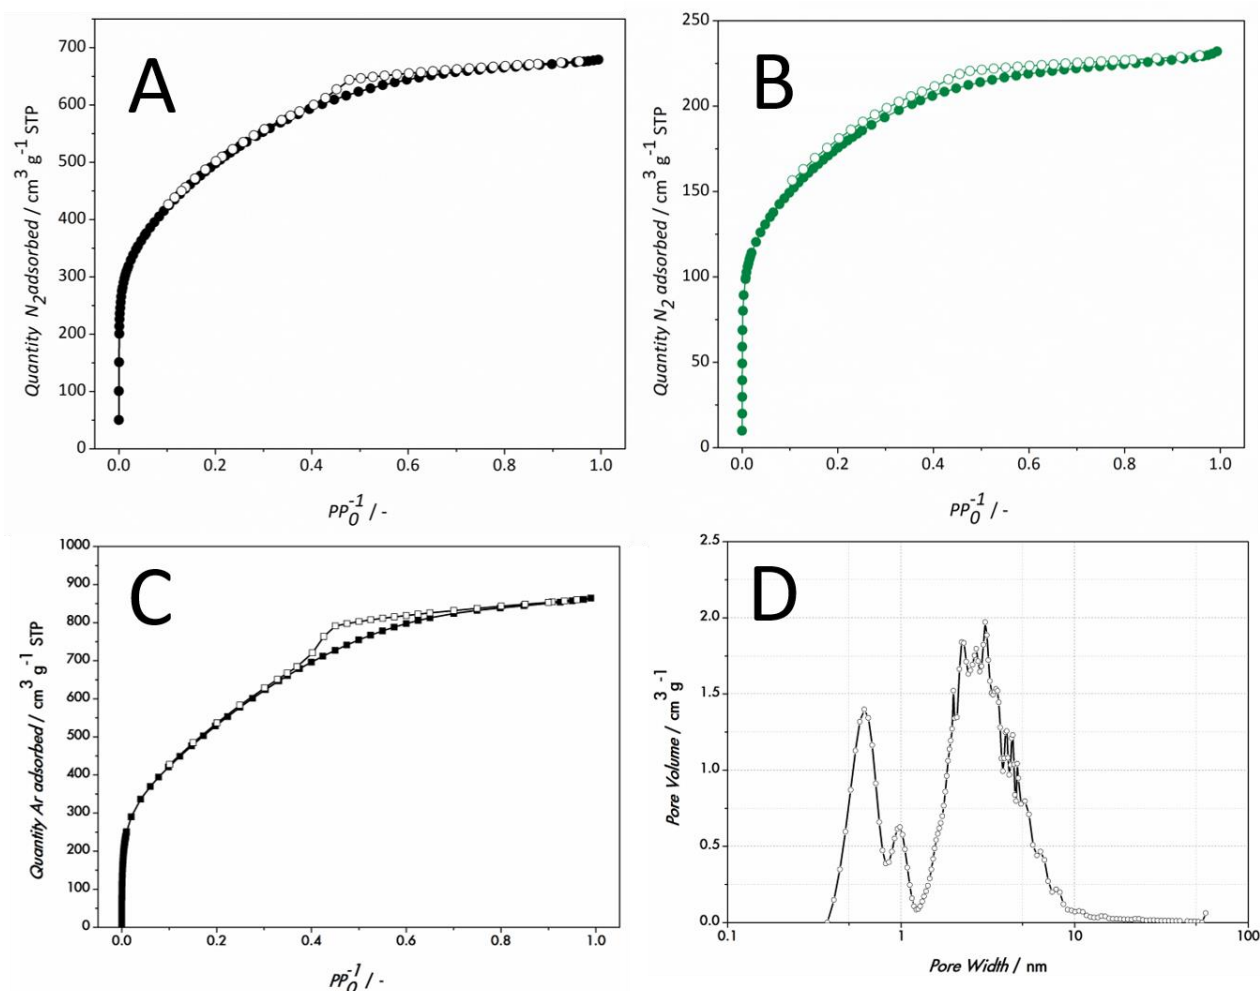 A
700
600
500
400
300
200
100
0
0.0 0.2 0.4 0.6 0.8 1.0
Quantity N2adsorbed / cm3 g-1 STP
PP0-1 / -
B
250
200
150
100
50
0
0.0 0.2 0.4 0.6 0.8 1.0
Quantity N2 adsorbed / cm3 g-1 STP
PP0-1 / -
C
1000
900
800
700
600
500
400
300
200
100
0
0.0 0.2 0.4 0.6 0.8 1.0
Quantity Ar adsorbed / cm3 g-1 STP
PP0-1 / -
D
2.5
2.0
1.5
1.0
0.5
0.0
0.1 1 10 100
Pore Volume / cm3 g-1
Pore Width / nm